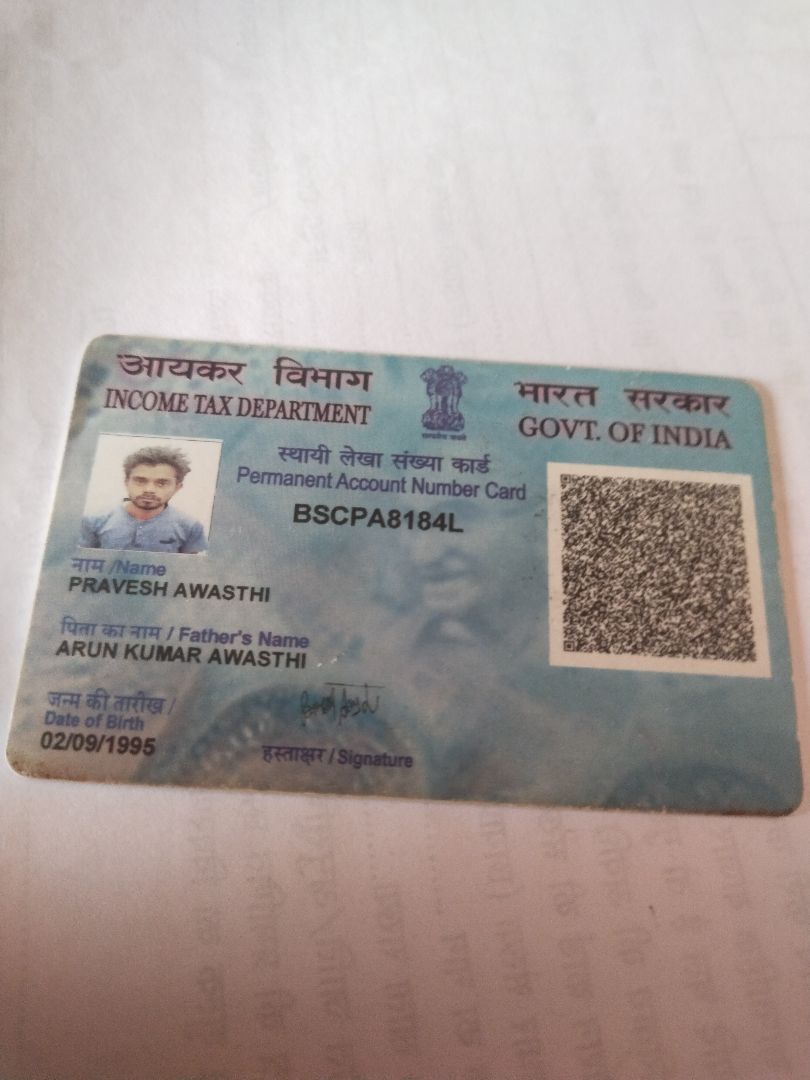 आयकर विभाग
INCOME TAX DEPARTMENT
भारत सरकार
GOVT. OF INDIA
सत्यमेव जयते
स्थायी लेखा संख्या कार्ड
Permanent Account Number Card
BSCPA8184L
नाम /Name
PRAVESH AWASTHI
पिता का नाम / Father's Name
ARUN KUMAR AWASTHI
जन्म की तारीख /
Date of Birth
02/09/1995
हस्ताक्षर / Signature